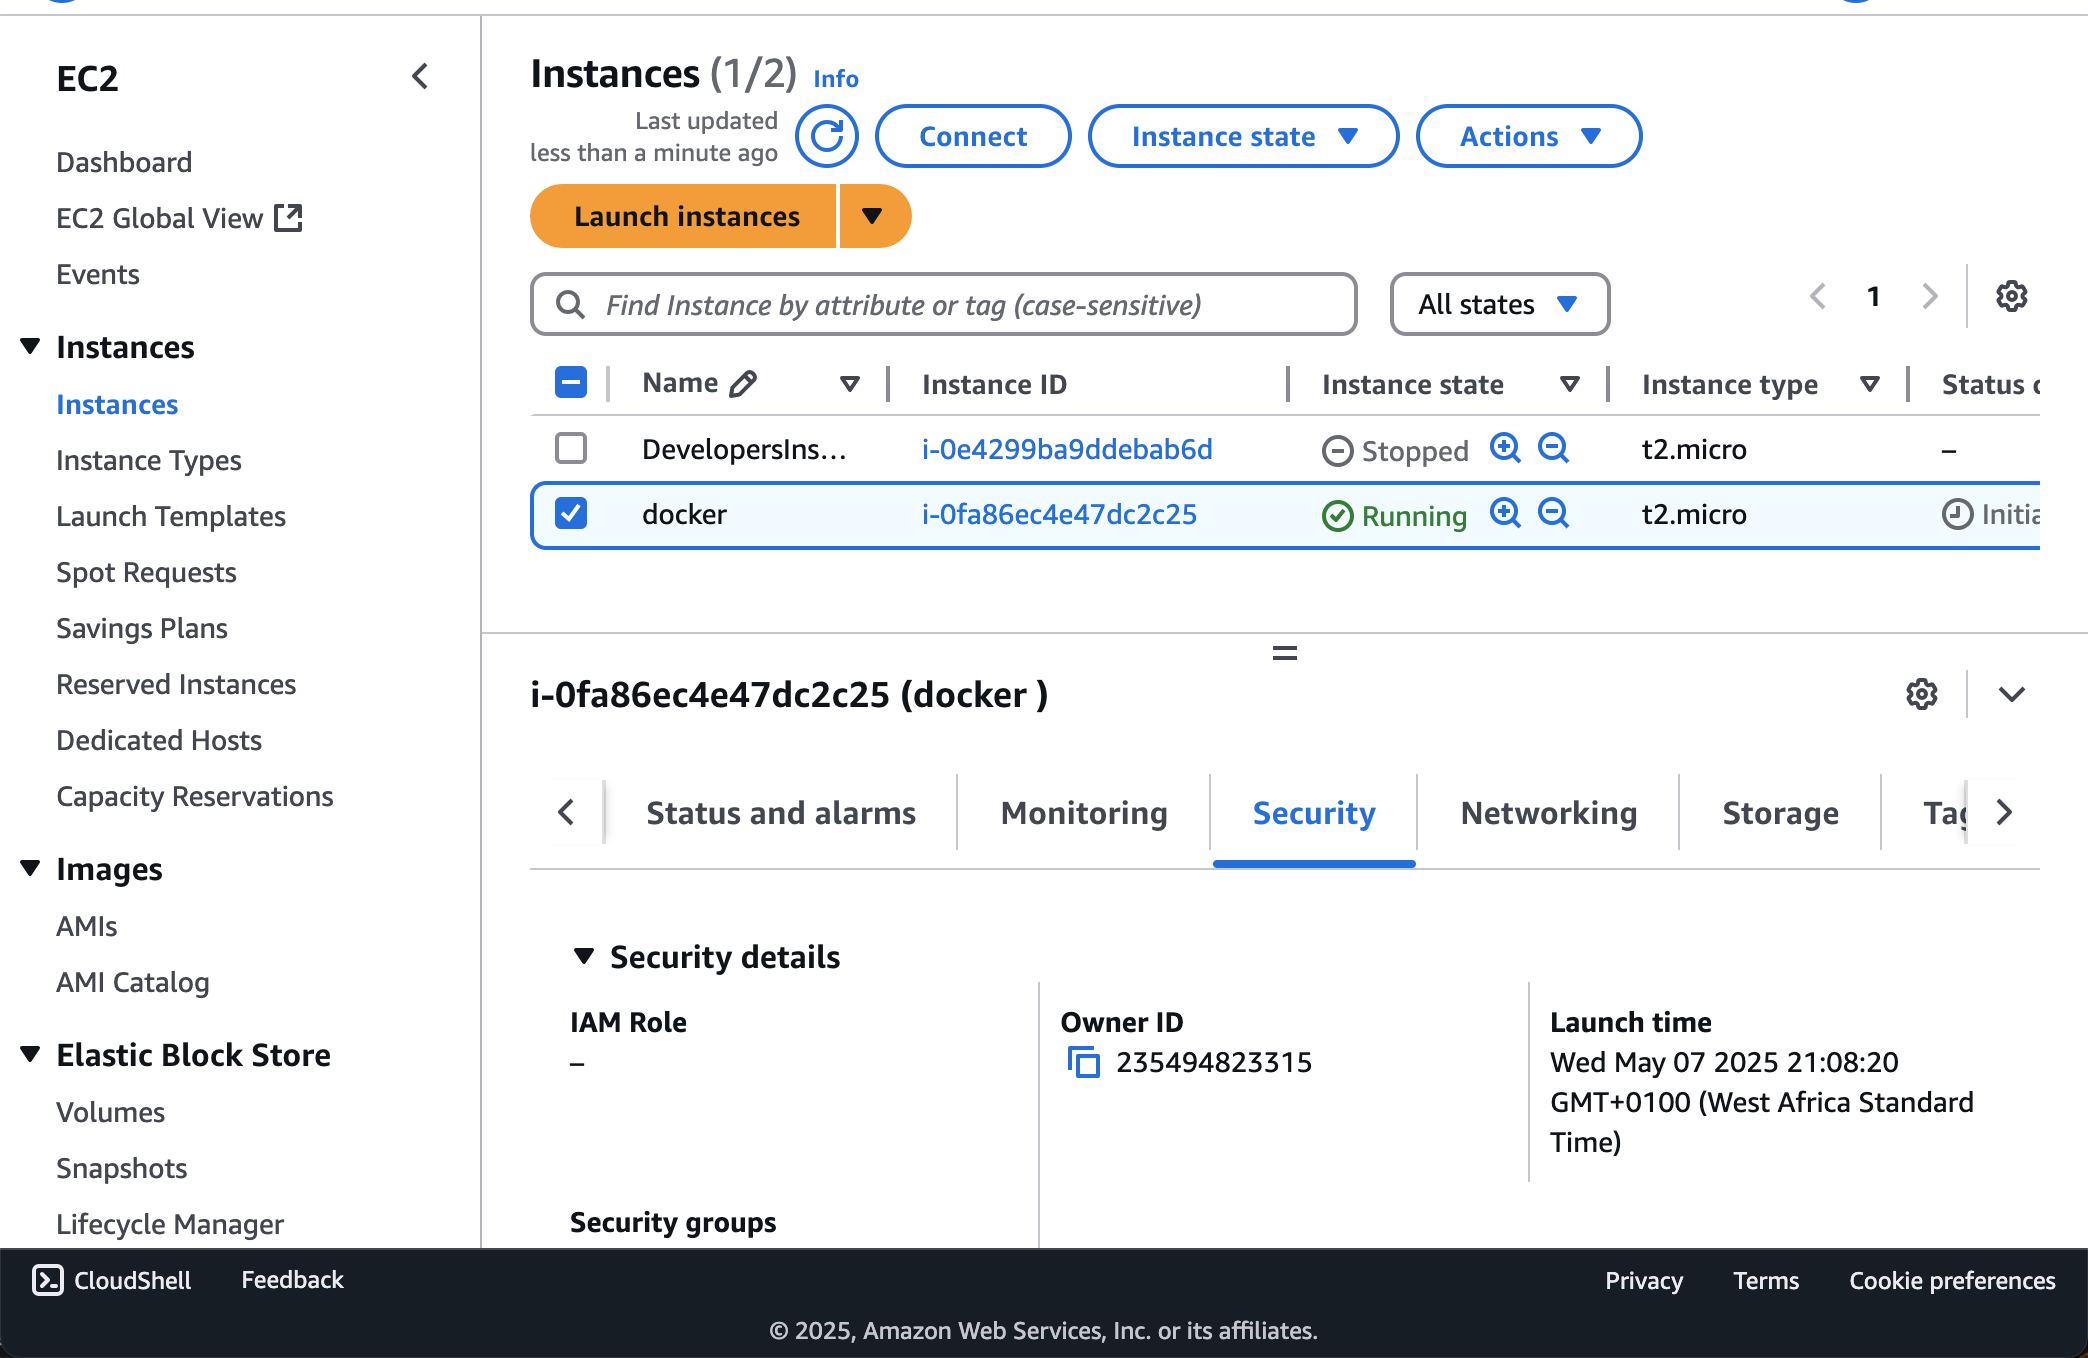 EC2
Dashboard
EC2 Global View
Events
Instances
Instances
Instance Types
Launch Templates
Spot Requests
Savings Plans
Reserved Instances
Dedicated Hosts
Capacity Reservations
Images
AMIs
AMI Catalog
Elastic Block Store
Volumes
Snapshots
Lifecycle Manager
Instances (1/2) Info
Last updated
less than a minute ago
Connect
Instance state
Actions
Launch instances
Find Instance by attribute or tag (case-sensitive)
All states
1
Name Instance ID Instance state Instance type Status c
DevelopersIns... i-0e4299ba9ddebab6d Stopped t2.micro –
docker i-0fa86ec4e47dc2c25 Running t2.micro Initia
i-0fa86ec4e47dc2c25 (docker )
Status and alarms Monitoring Security Networking Storage Tag
Security details
IAM Role
–
Owner ID
235494823315
Launch time
Wed May 07 2025 21:08:20
GMT+0100 (West Africa Standard
Time)
Security groups
CloudShell Feedback Privacy Terms Cookie preferences
© 2025, Amazon Web Services, Inc. or its affiliates.